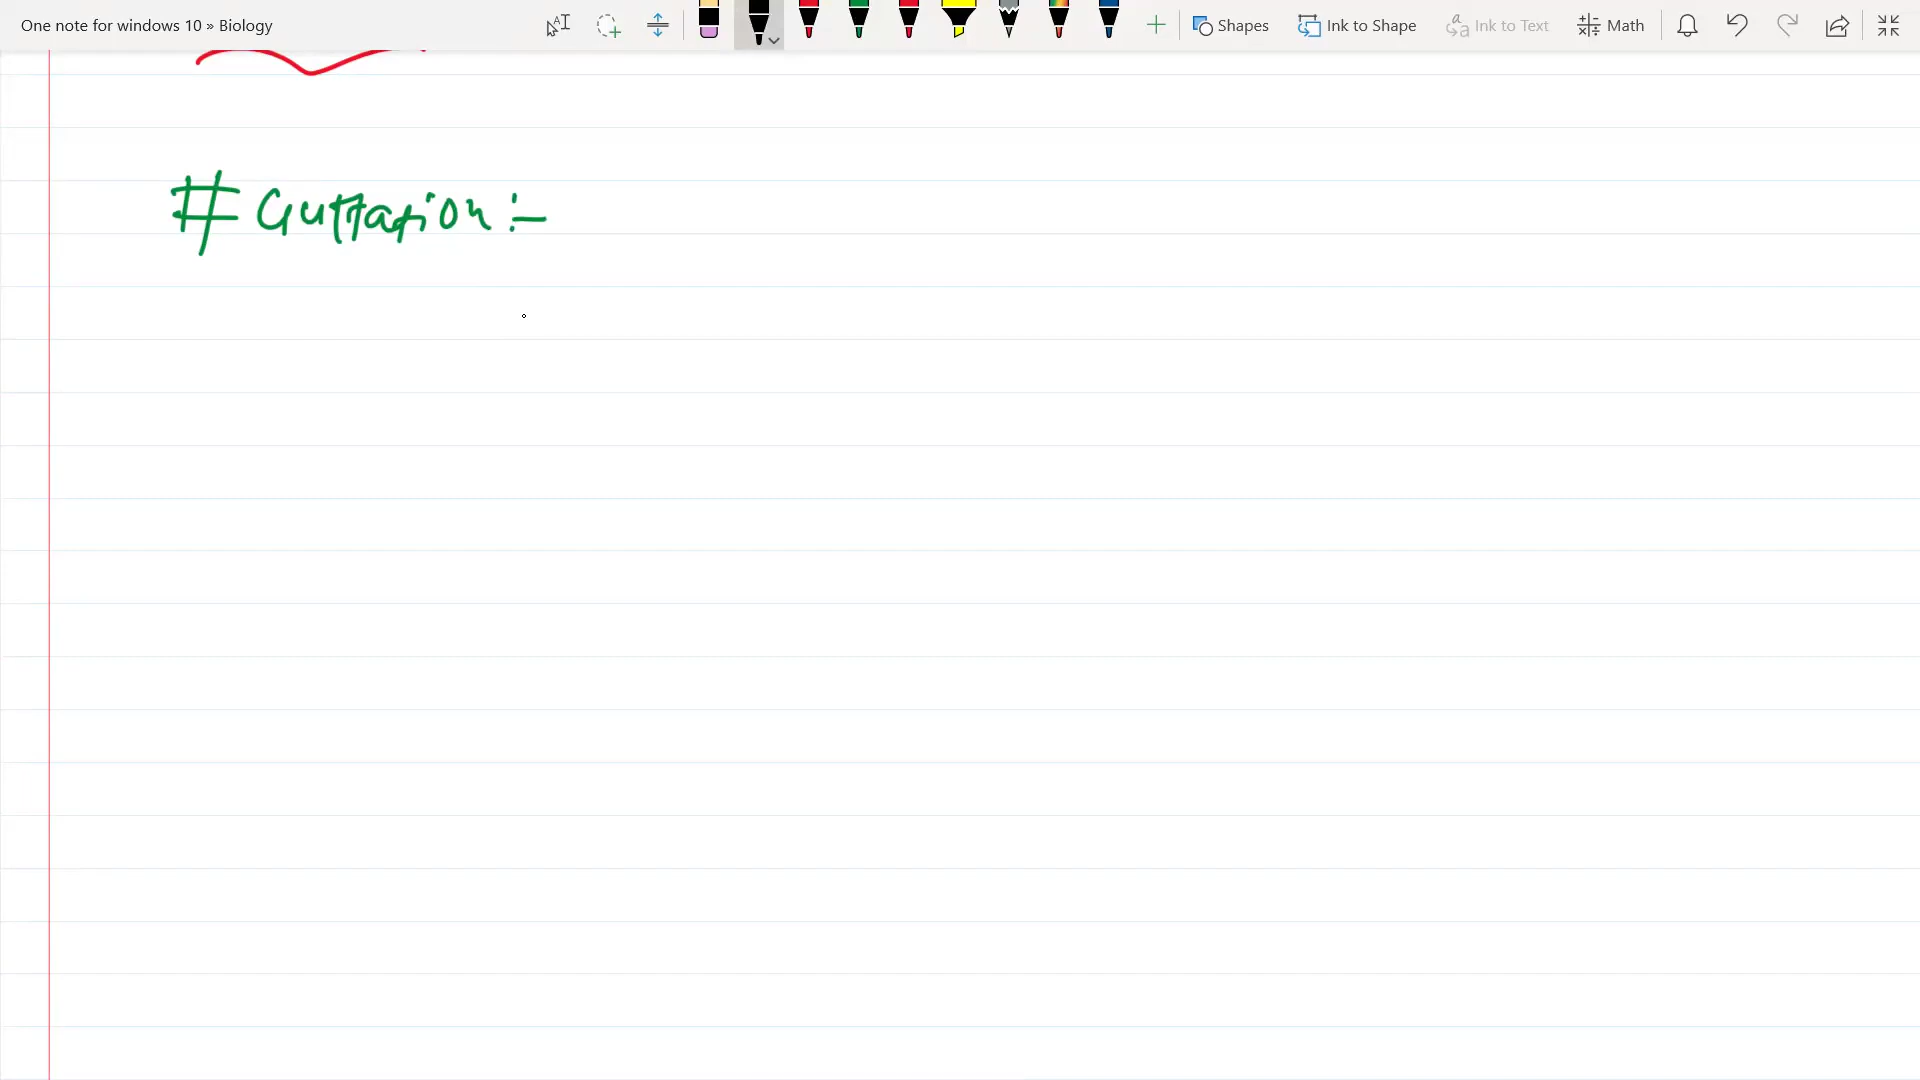 One note for windows 10 » Biology
Shapes
Ink to Shape
Ink to Text
Math
# Guttation :-